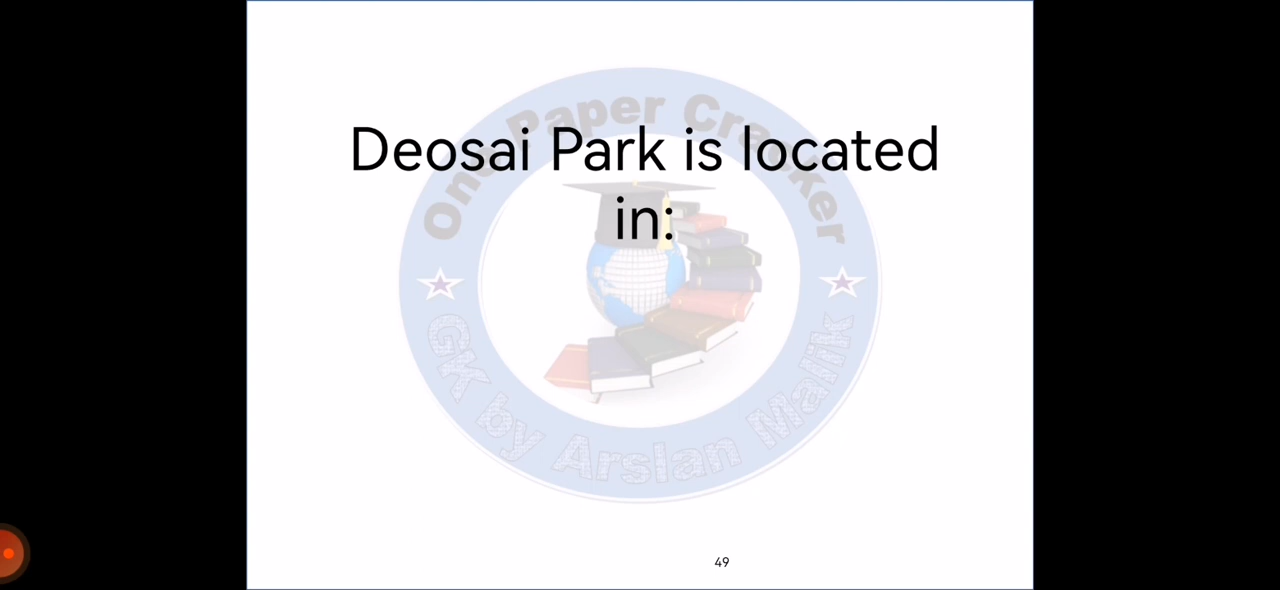 One Paper Cracker
Deosai Park is located
in:
GK by Arslan Malik
49